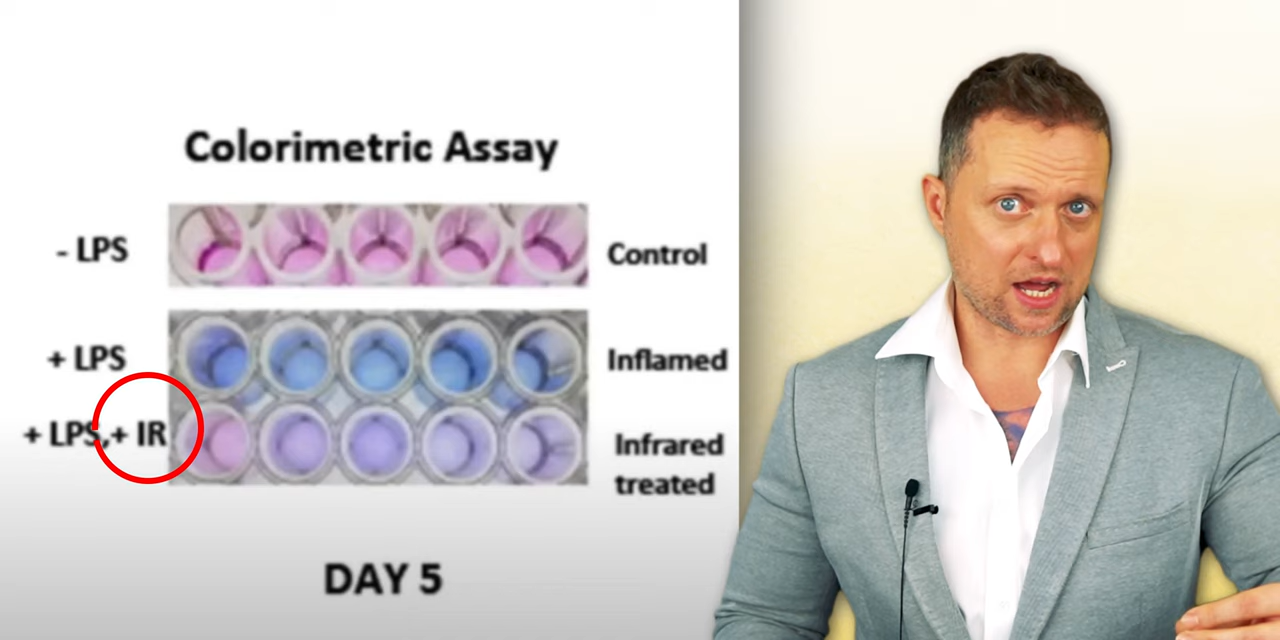 Colorimetric Assay
- LPS
Control
+ LPS
Inflamed
+ LPS,+ IR
Infrared
treated
DAY 5